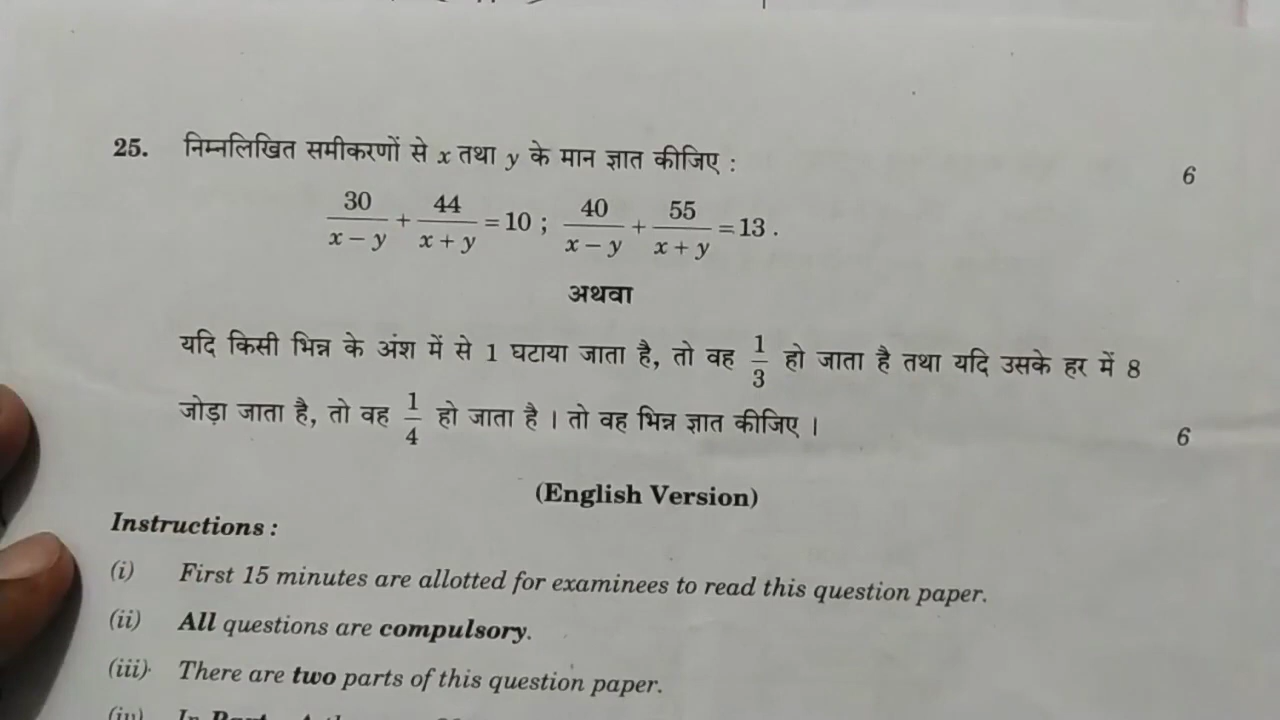 25. निम्नलिखित समीकरणों से x तथा y के मान ज्ञात कीजिए : 6
30/(x – y) + 44/(x + y) = 10 ; 40/(x – y) + 55/(x + y) = 13 .
अथवा
यदि किसी भिन्न के अंश में से 1 घटाया जाता है, तो वह 1/3 हो जाता है तथा यदि उसके हर में 8
जोड़ा जाता है, तो वह 1/4 हो जाता है । तो वह भिन्न ज्ञात कीजिए । 6
(English Version)
Instructions :
(i) First 15 minutes are allotted for examinees to read this question paper.
(ii) All questions are compulsory.
(iii) There are two parts of this question paper.
(iv) In